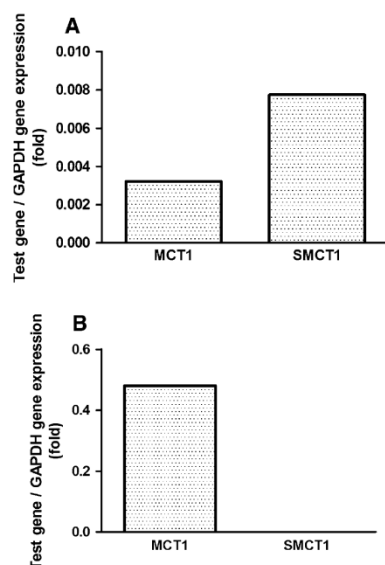 A
Test gene / GAPDH gene expression
(fold)
0.010
0.008
0.006
0.004
0.002
0.000
MCT1 SMCT1
B
Test gene / GAPDH gene expression
(fold)
0.6
0.4
0.2
0.0
MCT1 SMCT1